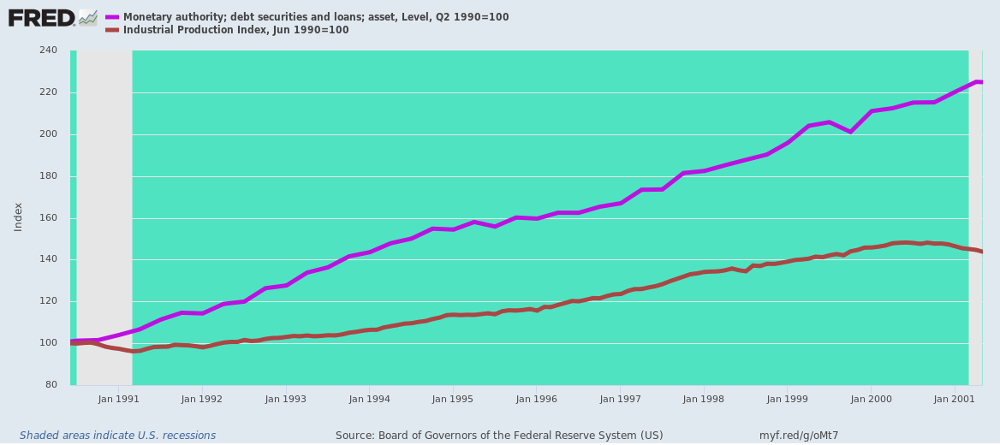 FRED
Monetary authority; debt securities and loans; asset, Level, Q2 1990=100
Industrial Production Index, Jun 1990=100
240
220
200
180
160
140
120
100
80
Index
Jan 1991 Jan 1992 Jan 1993 Jan 1994 Jan 1995 Jan 1996 Jan 1997 Jan 1998 Jan 1999 Jan 2000 Jan 2001
Shaded areas indicate U.S. recessions Source: Board of Governors of the Federal Reserve System (US) myf.red/g/oMt7